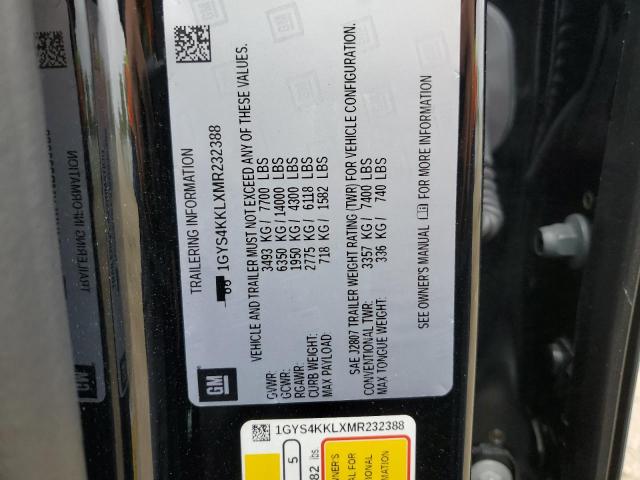 TRAILERING INFORMATION
1GYS4KKLXMR232388
VEHICLE AND TRAILER MUST NOT EXCEED ANY OF THESE VALUES.
GVWR: 3493 KG / 7700 LBS
GCWR: 6350 KG / 14000 LBS
RGAWR: 1950 KG / 4300 LBS
CURB WEIGHT: 2775 KG / 6118 LBS
MAX PAYLOAD 718 KG / 1582 LBS
SAE J2807 TRAILER WEIGHT RATING (TWR) FOR VEHICLE CONFIGURATION.
CONVENTIONAL TWR: 3357 KG / 7400 LBS
MAX TONGUE WEIGHT: 336 KG / 740 LBS
SEE OWNER'S MANUAL FOR MORE INFORMATION
GM
1GYS4KKLXMR232388
5
82 lbs